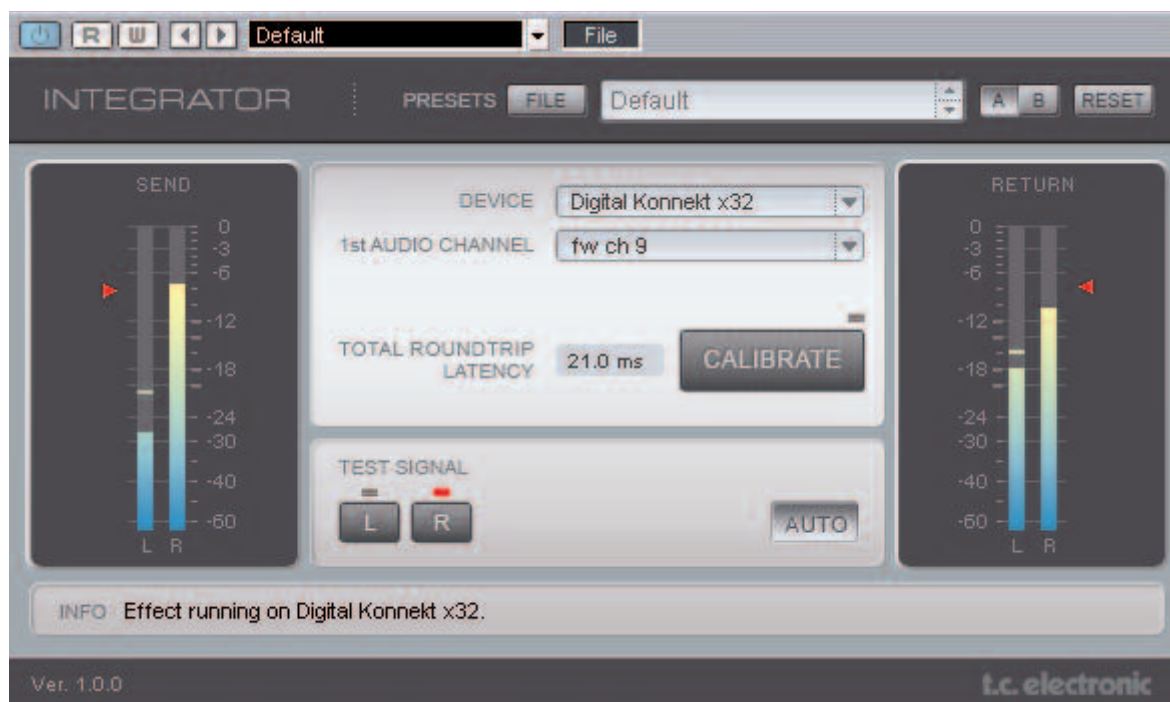 R W Default File
INTEGRATOR PRESETS FILE Default A B RESET
SEND
0
-3
-6
-12
-18
-24
-30
-40
-60
L R
DEVICE Digital Konnekt x32
1st AUDIO CHANNEL fw ch 9
TOTAL ROUNDTRIP
LATENCY 21.0 ms CALIBRATE
TEST SIGNAL
L R AUTO
RETURN
0
-3
-6
-12
-18
-24
-30
-40
-60
L R
INFO Effect running on Digital Konnekt x32.
Ver. 1.0.0 t.c. electronic